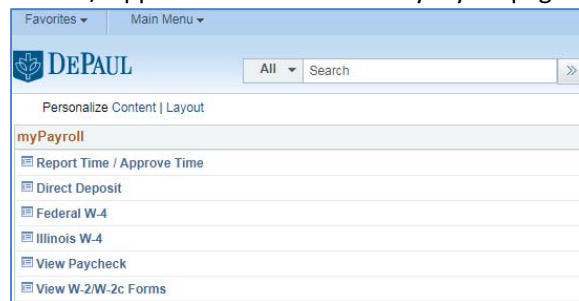 Favorites Main Menu
DEPAUL All Search
Personalize Content | Layout
myPayroll
Report Time / Approve Time
Direct Deposit
Federal W-4
Illinois W-4
View Paycheck
View W-2/W-2c Forms